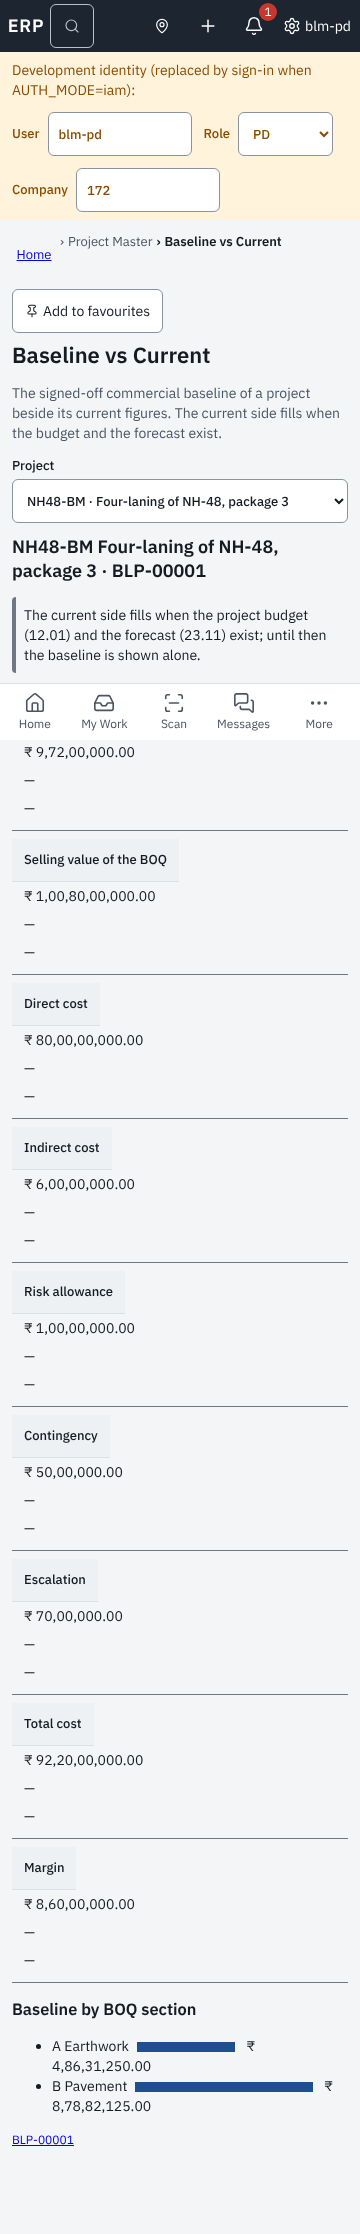 ERP
1
blm-pd
Development identity (replaced by sign-in when
AUTH_MODE=iam):
User blm-pd Role PD
Company 172
Home › Project Master › Baseline vs Current
Add to favourites
Baseline vs Current
The signed-off commercial baseline of a project
beside its current figures. The current side fills when
the budget and the forecast exist.
Project
NH48-BM · Four-laning of NH-48, package 3
NH48-BM Four-laning of NH-48,
package 3 · BLP-00001
The current side fills when the project budget
(12.01) and the forecast (23.11) exist; until then
the baseline is shown alone.
Home My Work Scan Messages More
₹ 9,72,00,000.00
—
—
Selling value of the BOQ
₹ 1,00,80,00,000.00
—
—
Direct cost
₹ 80,00,00,000.00
—
—
Indirect cost
₹ 6,00,00,000.00
—
—
Risk allowance
₹ 1,00,00,000.00
—
—
Contingency
₹ 50,00,000.00
—
—
Escalation
₹ 70,00,000.00
—
—
Total cost
₹ 92,20,00,000.00
—
—
Margin
₹ 8,60,00,000.00
—
—
Baseline by BOQ section
• A Earthwork ₹
4,86,31,250.00
• B Pavement ₹
8,78,82,125.00
BLP-00001